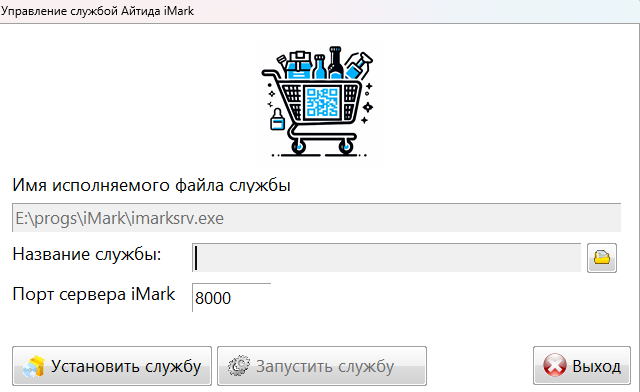 Управление службой Айтида iMark
Имя исполняемого файла службы
E:\progs\iMark\imarksrv.exe
Название службы:
Порт сервера iMark 8000
Установить службу Запустить службу Выход